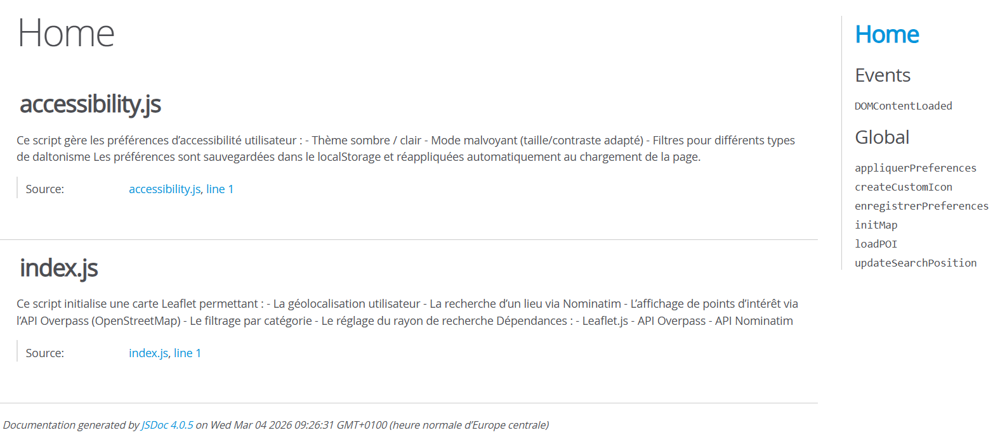 Home
accessibility.js
Ce script gère les préférences d’accessibilité utilisateur : - Thème sombre / clair - Mode malvoyant (taille/contraste adapté) - Filtres pour différents types
de daltonisme Les préférences sont sauvegardées dans le localStorage et réappliquées automatiquement au chargement de la page.
Source: accessibility.js, line 1
index.js
Ce script initialise une carte Leaflet permettant : - La géolocalisation utilisateur - La recherche d’un lieu via Nominatim - L’affichage de points d’intérêt via
l’API Overpass (OpenStreetMap) - Le filtrage par catégorie - Le réglage du rayon de recherche Dépendances : - Leaflet.js - API Overpass - API Nominatim
Source: index.js, line 1
Documentation generated by JSDoc 4.0.5 on Wed Mar 04 2026 09:26:31 GMT+0100 (heure normale d’Europe centrale)
Home
Events
DOMContentLoaded
Global
appliquerPreferences
createCustomIcon
enregistrerPreferences
initMap
loadPOI
updateSearchPosition